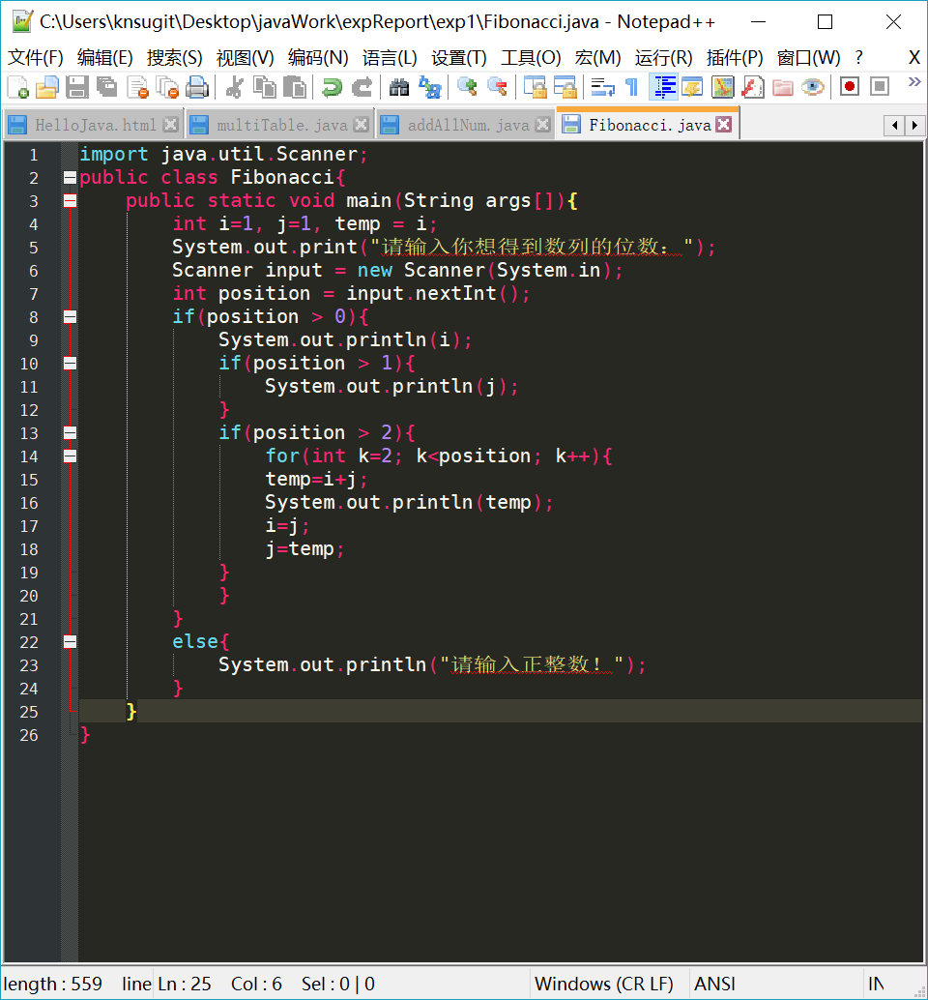 C:\Users\knsugit\Desktop\javaWork\expReport\exp1\Fibonacci.java - Notepad++
文件(F) 编辑(E) 搜索(S) 视图(V) 编码(N) 语言(L) 设置(T) 工具(O) 宏(M) 运行(R) 插件(P) 窗口(W) ? X
HelloJava.html multiTable.java addAllNum.java Fibonacci.java
1 import java.util.Scanner;
2 public class Fibonacci{
3     public static void main(String args[]){
4         int i=1, j=1, temp = i;
5         System.out.print("请输入你想得到数列的位数：");
6         Scanner input = new Scanner(System.in);
7         int position = input.nextInt();
8         if(position > 0){
9             System.out.println(i);
10             if(position > 1){
11                 System.out.println(j);
12             }
13             if(position > 2){
14                 for(int k=2; k<position; k++){
15                 temp=i+j;
16                 System.out.println(temp);
17                 i=j;
18                 j=temp;
19             }
20             }
21         }
22         else{
23             System.out.println("请输入正整数！");
24         }
25     }
26 }
length : 559 line Ln : 25 Col : 6 Sel : 0 | 0 Windows (CR LF) ANSI IN